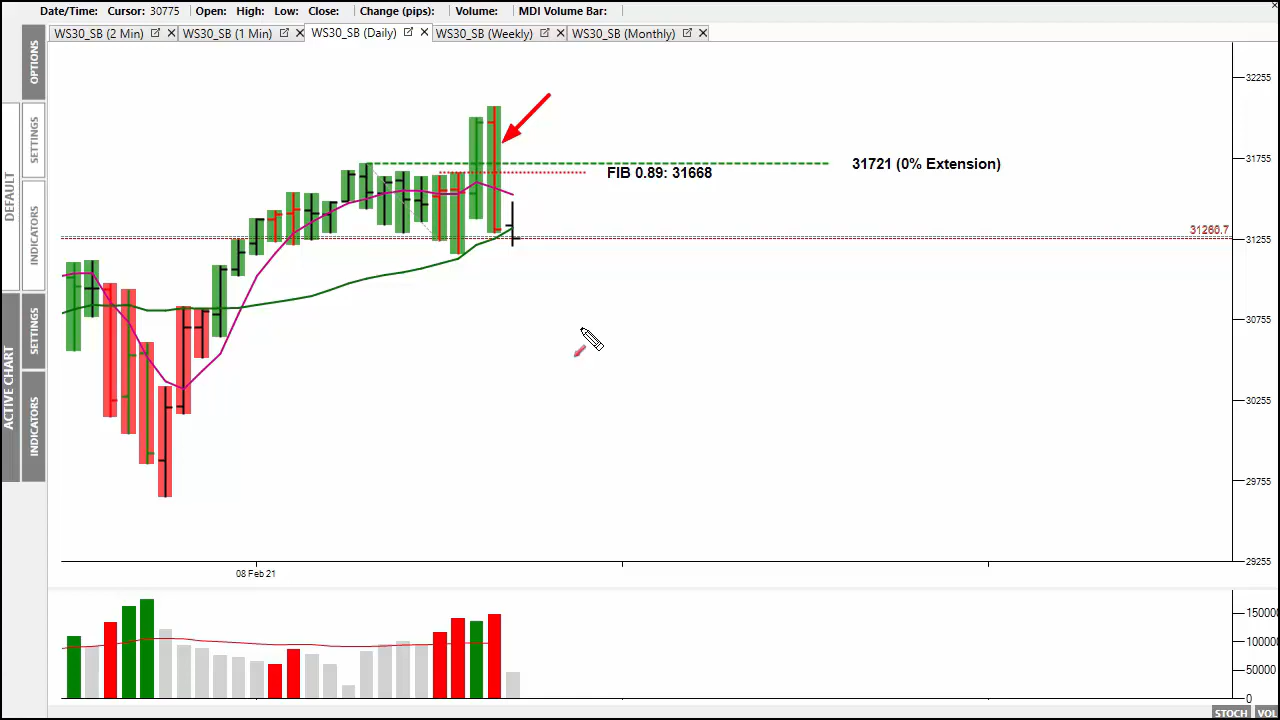 Date/Time: Cursor: 30775 Open: High: Low: Close: Change (pips): Volume: MDI Volume Bar:
WS30_SB (2 Min) WS30_SB (1 Min) WS30_SB (Daily) WS30_SB (Weekly) WS30_SB (Monthly)
OPTIONS
SETTINGS
DEFAULT
INDICATORS
SETTINGS
ACTIVE CHART
INDICATORS
32255
31755
31721 (0% Extension)
FIB 0.89: 31668
31260.7
31255
30755
30255
29755
29255
08 Feb 21
150000
100000
50000
0
STOCH VOL